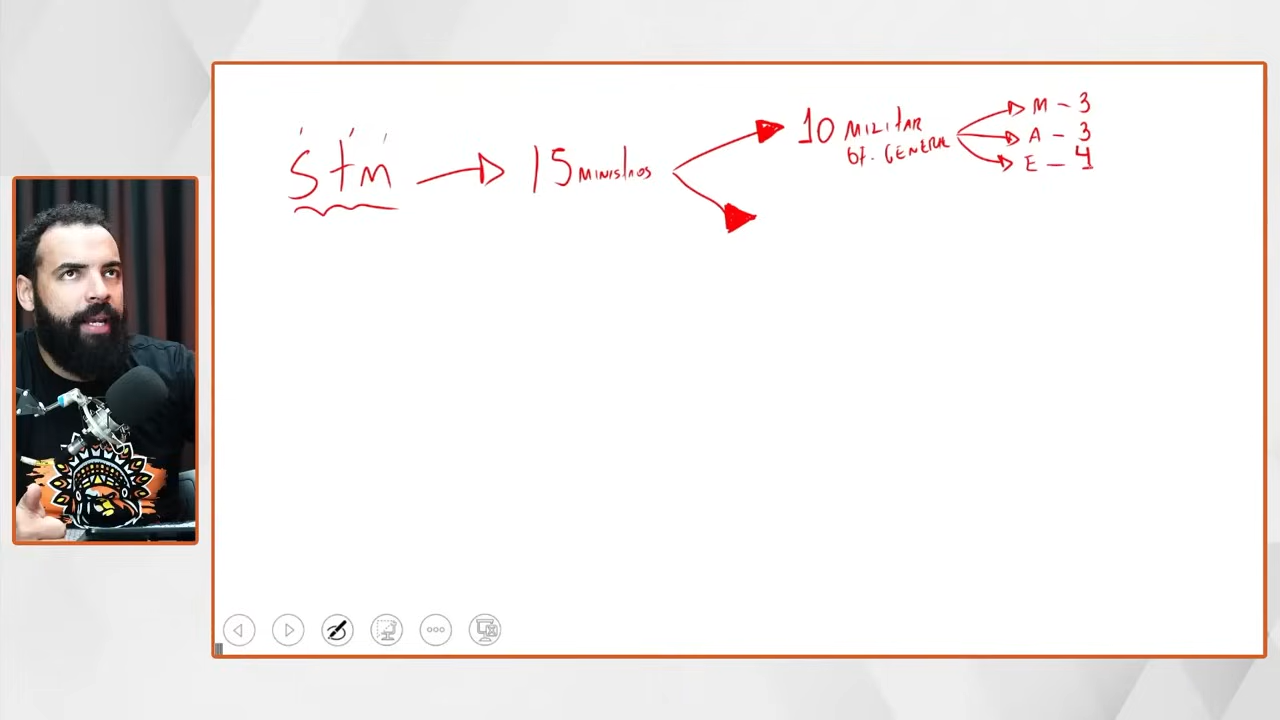 STM
15 MINISTROS
10 MILITAR
OF. GENERAL
M - 3
A - 3
E - 4